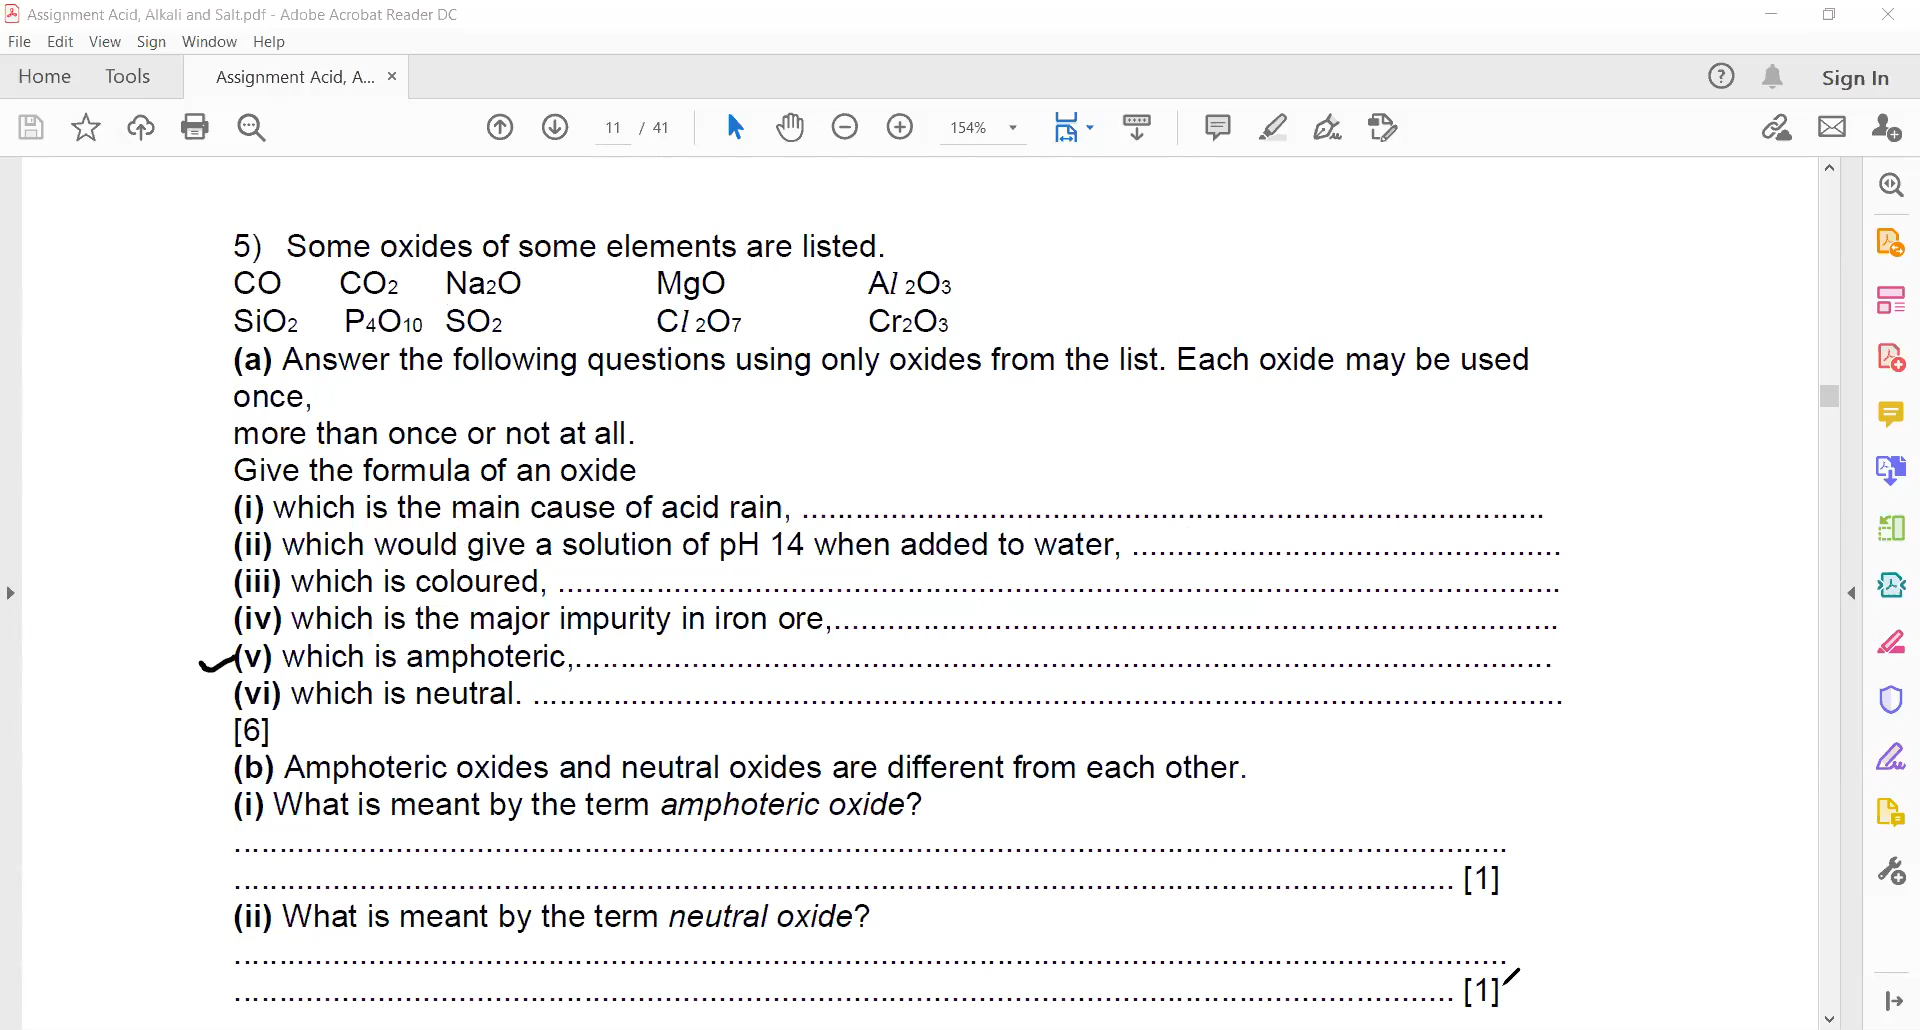 Assignment Acid, Alkali and Salt.pdf - Adobe Acrobat Reader DC
File Edit View Sign Window Help
Home Tools Assignment Acid, A... × Sign In
11 / 41 154%
5) Some oxides of some elements are listed.
CO CO2 Na2O MgO Al 2O3
SiO2 P4O10 SO2 Cl 2O7 Cr2O3
(a) Answer the following questions using only oxides from the list. Each oxide may be used
once,
more than once or not at all.
Give the formula of an oxide
(i) which is the main cause of acid rain, ....................................................................................
(ii) which would give a solution of pH 14 when added to water, ................................................
(iii) which is coloured, .................................................................................................................
(iv) which is the major impurity in iron ore,..................................................................................
(v) which is amphoteric,..............................................................................................................
(vi) which is neutral. ....................................................................................................................
[6]
(b) Amphoteric oxides and neutral oxides are different from each other.
(i) What is meant by the term amphoteric oxide?
................................................................................................................................................
.......................................................................................................................................... [1]
(ii) What is meant by the term neutral oxide?
................................................................................................................................................
.......................................................................................................................................... [1]